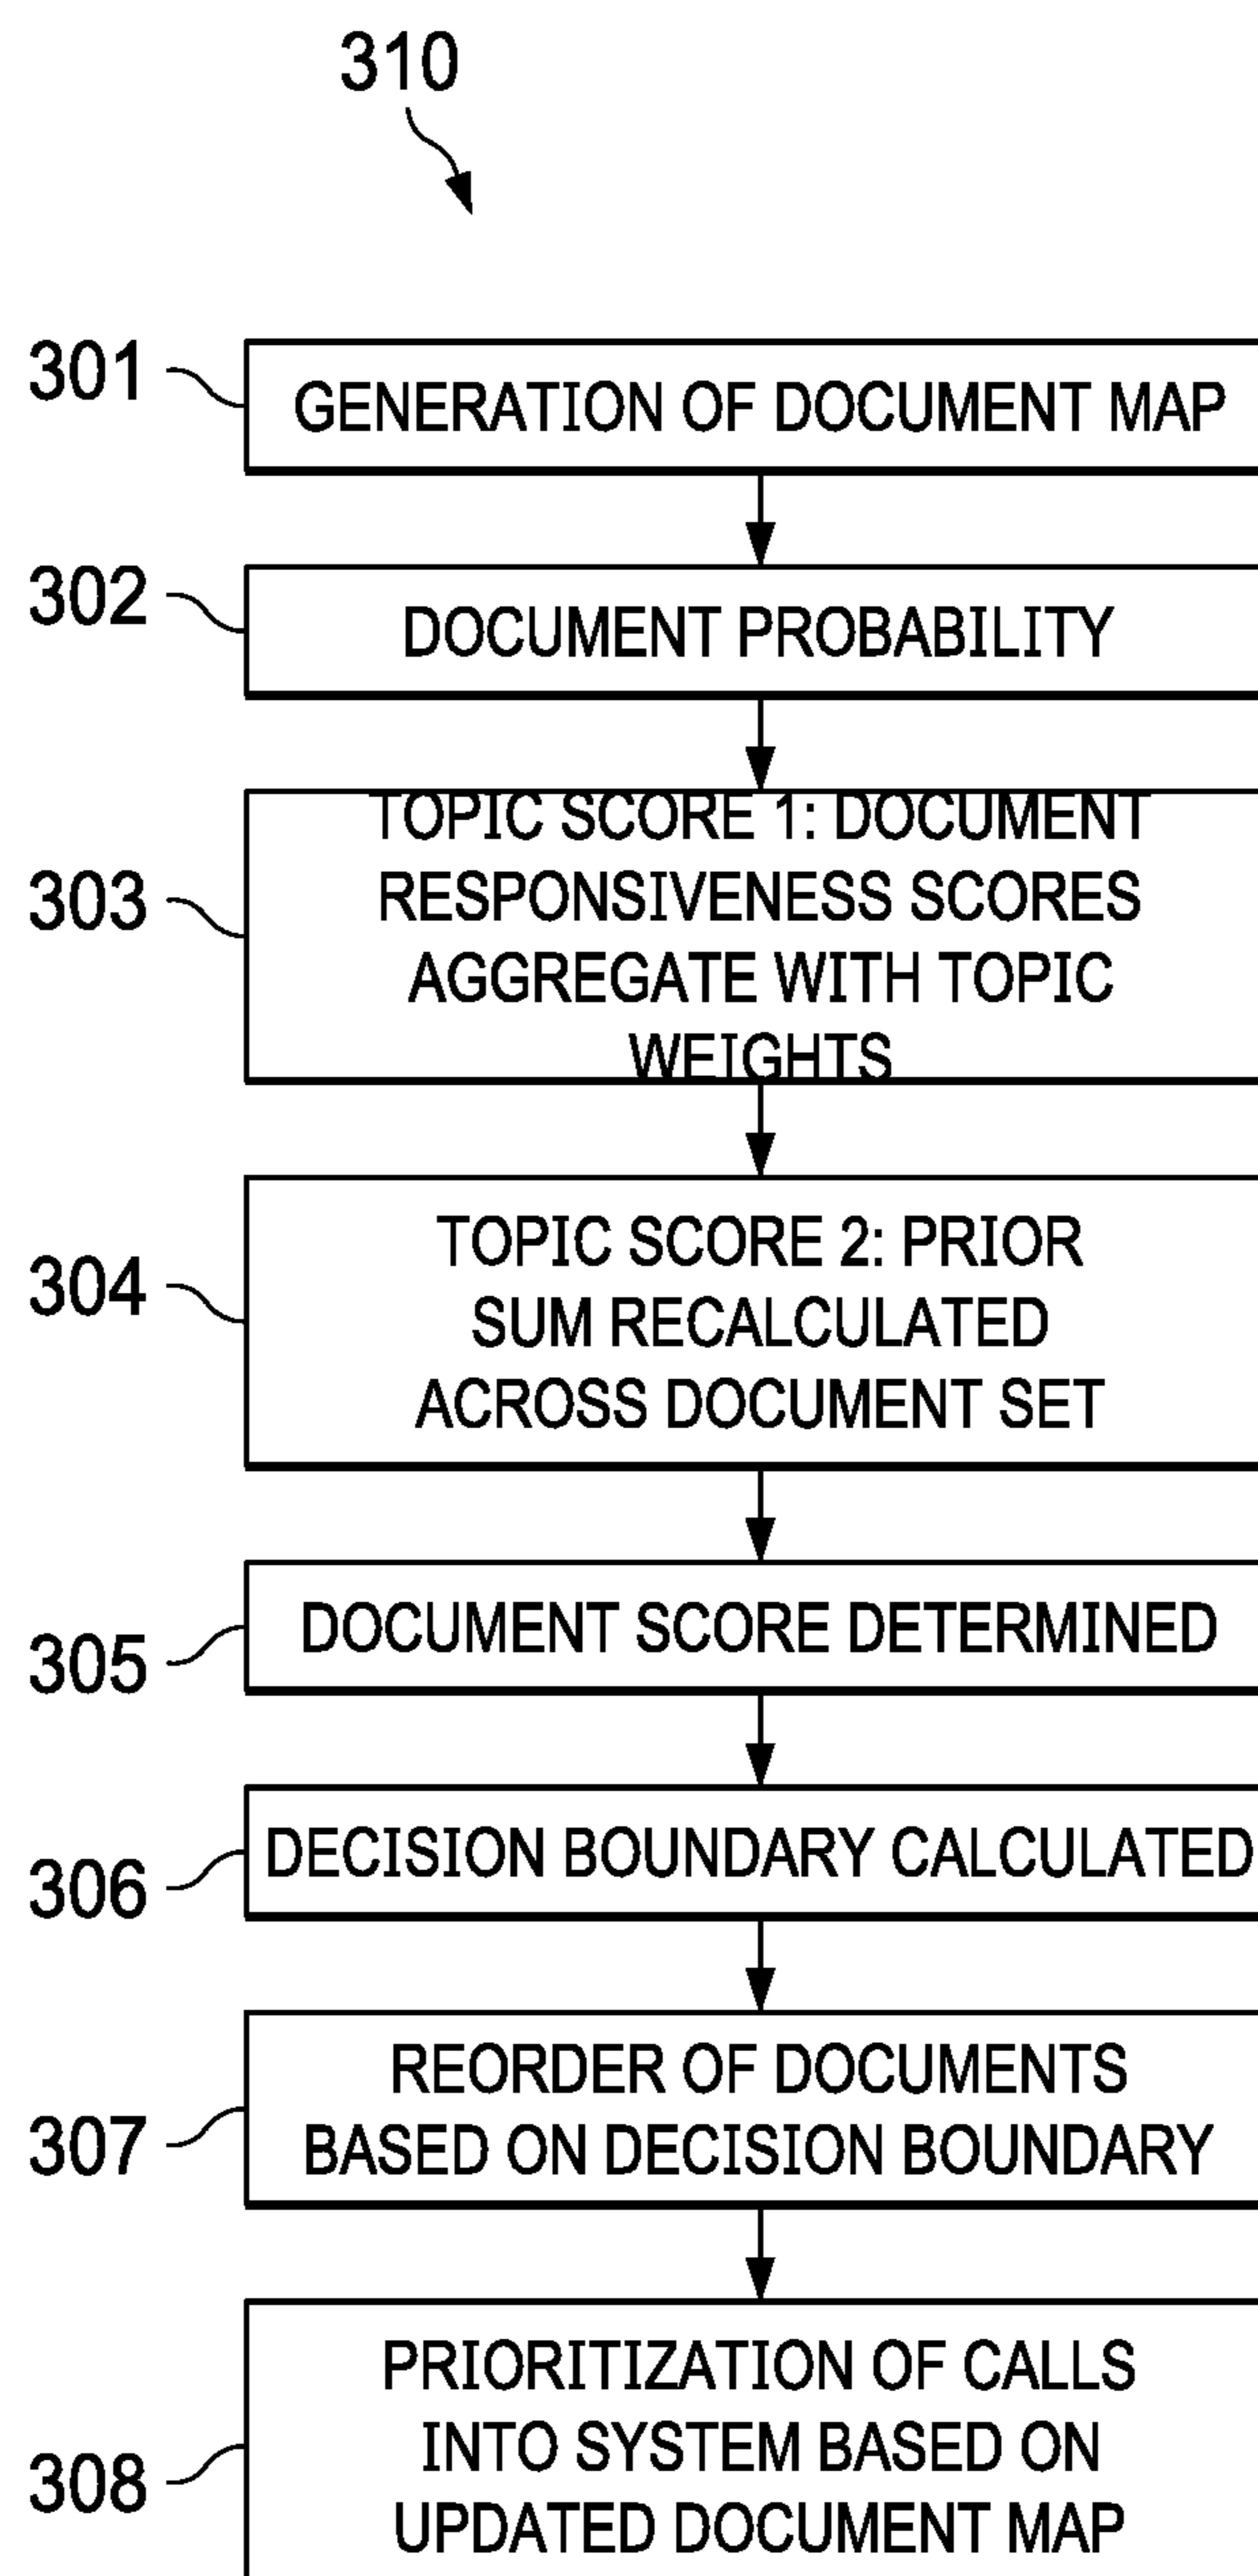 310
301
GENERATION OF DOCUMENT MAP
302
DOCUMENT PROBABILITY
303
TOPIC SCORE 1: DOCUMENT
RESPONSIVENESS SCORES
AGGREGATE WITH TOPIC
WEIGHTS
304
TOPIC SCORE 2: PRIOR
SUM RECALCULATED
ACROSS DOCUMENT SET
305
DOCUMENT SCORE DETERMINED
306
DECISION BOUNDARY CALCULATED
307
REORDER OF DOCUMENTS
BASED ON DECISION BOUNDARY
308
PRIORITIZATION OF CALLS
INTO SYSTEM BASED ON
UPDATED DOCUMENT MAP